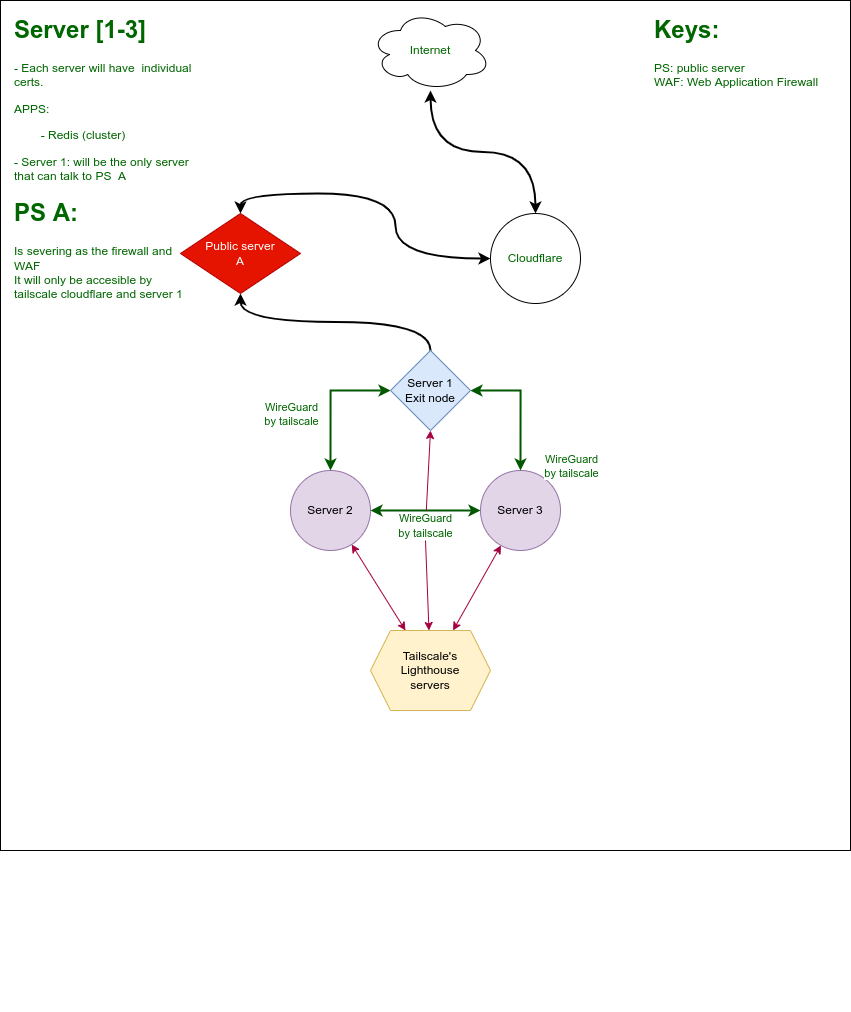 Server [1-3]
- Each server will have individual
certs.
APPS:
- Redis (cluster)
- Server 1: will be the only server
that can talk to PS A
PS A:
Is severing as the firewall and
WAF
It will only be accesible by
tailscale cloudflare and server 1
Internet
Keys:
PS: public server
WAF: Web Application Firewall
Public server
A
Cloudflare
Server 1
Exit node
WireGuard
by tailscale
WireGuard
by tailscale
Server 2
Server 3
WireGuard
by tailscale
Tailscale's
Lighthouse
servers